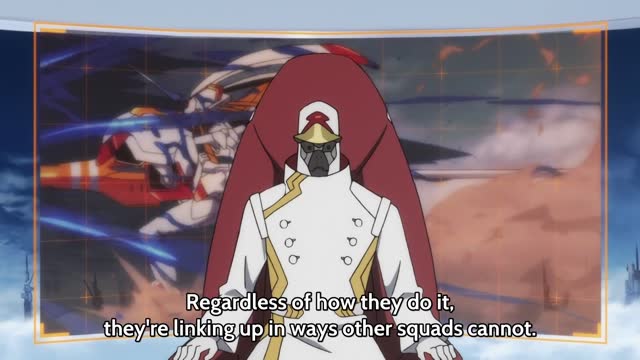 Regardless of how they do it,
they're linking up in ways other squads cannot.